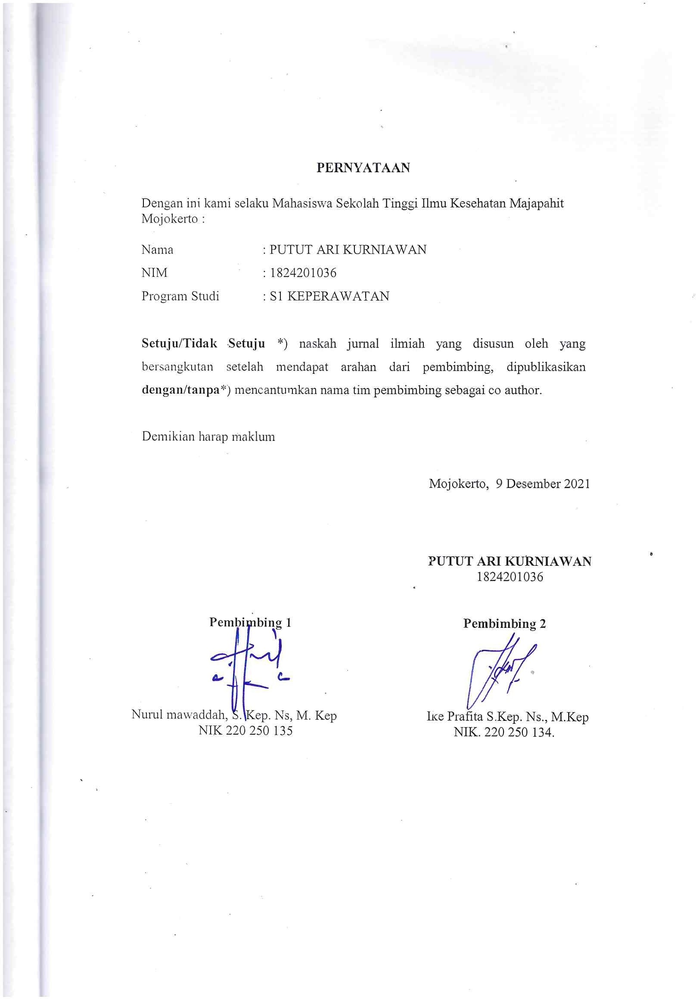 PERNYATAAN
Dengan ini kami selaku Mahasiswa Sekolah Tinggi Ilmu Kesehatan Majapahit
Mojokerto :
Nama : PUTUT ARI KURNIAWAN
NIM : 1824201036
Program Studi : S1 KEPERAWATAN
Setuju/Tidak Setuju *) naskah jurnal ilmiah yang disusun oleh yang
bersangkutan setelah mendapat arahan dari pembimbing, dipublikasikan
dengan/tanpa*) mencantumkan nama tim pembimbing sebagai co author.
Demikian harap maklum
Mojokerto, 9 Desember 2021
PUTUT ARI KURNIAWAN
1824201036
Pembimbing 1 Pembimbing 2
Nurul mawaddah, S. Kep. Ns, M. Kep Ike Prafita S.Kep. Ns., M.Kep
NIK 220 250 135 NIK. 220 250 134.